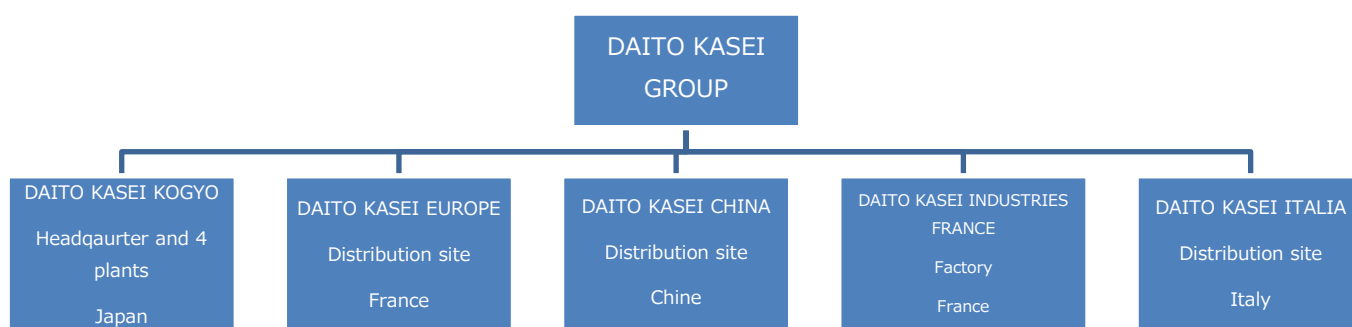 DAITO KASEI
GROUP
DAITO KASEI KOGYO
Headqaurter and 4
plants
Japan
DAITO KASEI EUROPE
Distribution site
France
DAITO KASEI CHINA
Distribution site
Chine
DAITO KASEI INDUSTRIES
FRANCE
Factory
France
DAITO KASEI ITALIA
Distribution site
Italy